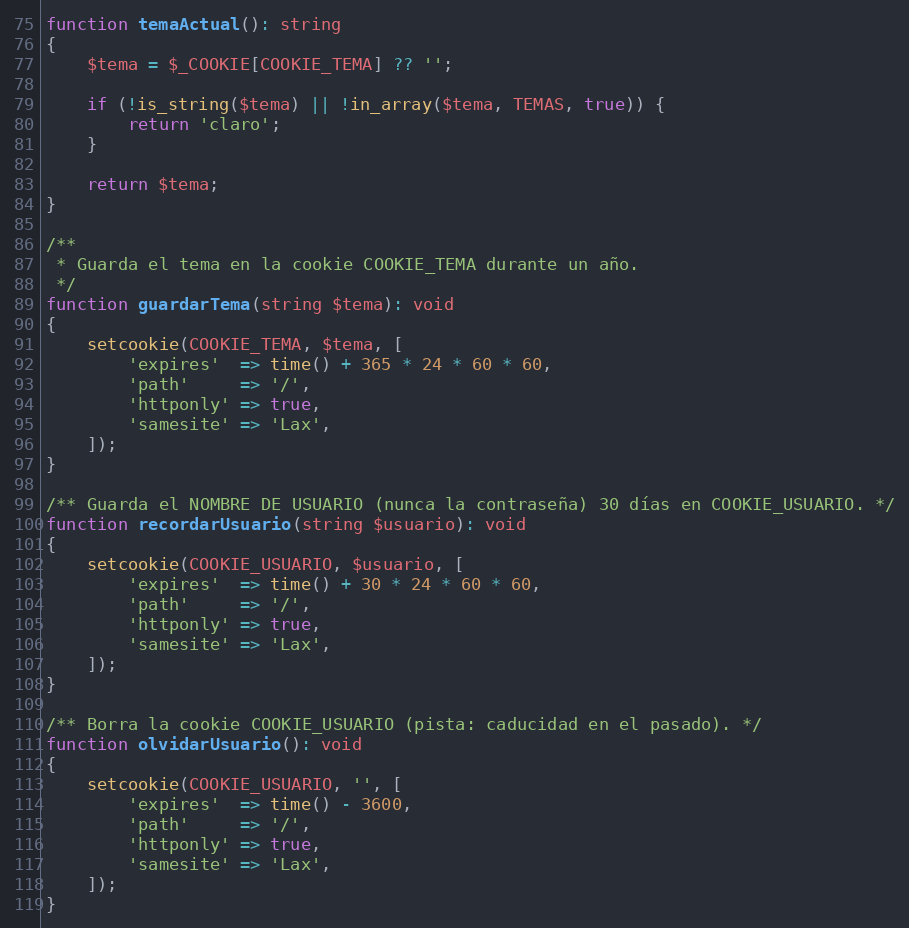 75 function temaActual(): string
76 {
77     $tema = $_COOKIE[COOKIE_TEMA] ?? '';
78
79     if (!is_string($tema) || !in_array($tema, TEMAS, true)) {
80         return 'claro';
81     }
82
83     return $tema;
84 }
85
86 /**
87  * Guarda el tema en la cookie COOKIE_TEMA durante un año.
88  */
89 function guardarTema(string $tema): void
90 {
91     setcookie(COOKIE_TEMA, $tema, [
92         'expires'  => time() + 365 * 24 * 60 * 60,
93         'path'     => '/',
94         'httponly' => true,
95         'samesite' => 'Lax',
96     ]);
97 }
98
99 /** Guarda el NOMBRE DE USUARIO (nunca la contraseña) 30 días en COOKIE_USUARIO. */
100 function recordarUsuario(string $usuario): void
101 {
102     setcookie(COOKIE_USUARIO, $usuario, [
103         'expires'  => time() + 30 * 24 * 60 * 60,
104         'path'     => '/',
105         'httponly' => true,
106         'samesite' => 'Lax',
107     ]);
108 }
109
110 /** Borra la cookie COOKIE_USUARIO (pista: caducidad en el pasado). */
111 function olvidarUsuario(): void
112 {
113     setcookie(COOKIE_USUARIO, '', [
114         'expires'  => time() - 3600,
115         'path'     => '/',
116         'httponly' => true,
117         'samesite' => 'Lax',
118     ]);
119 }